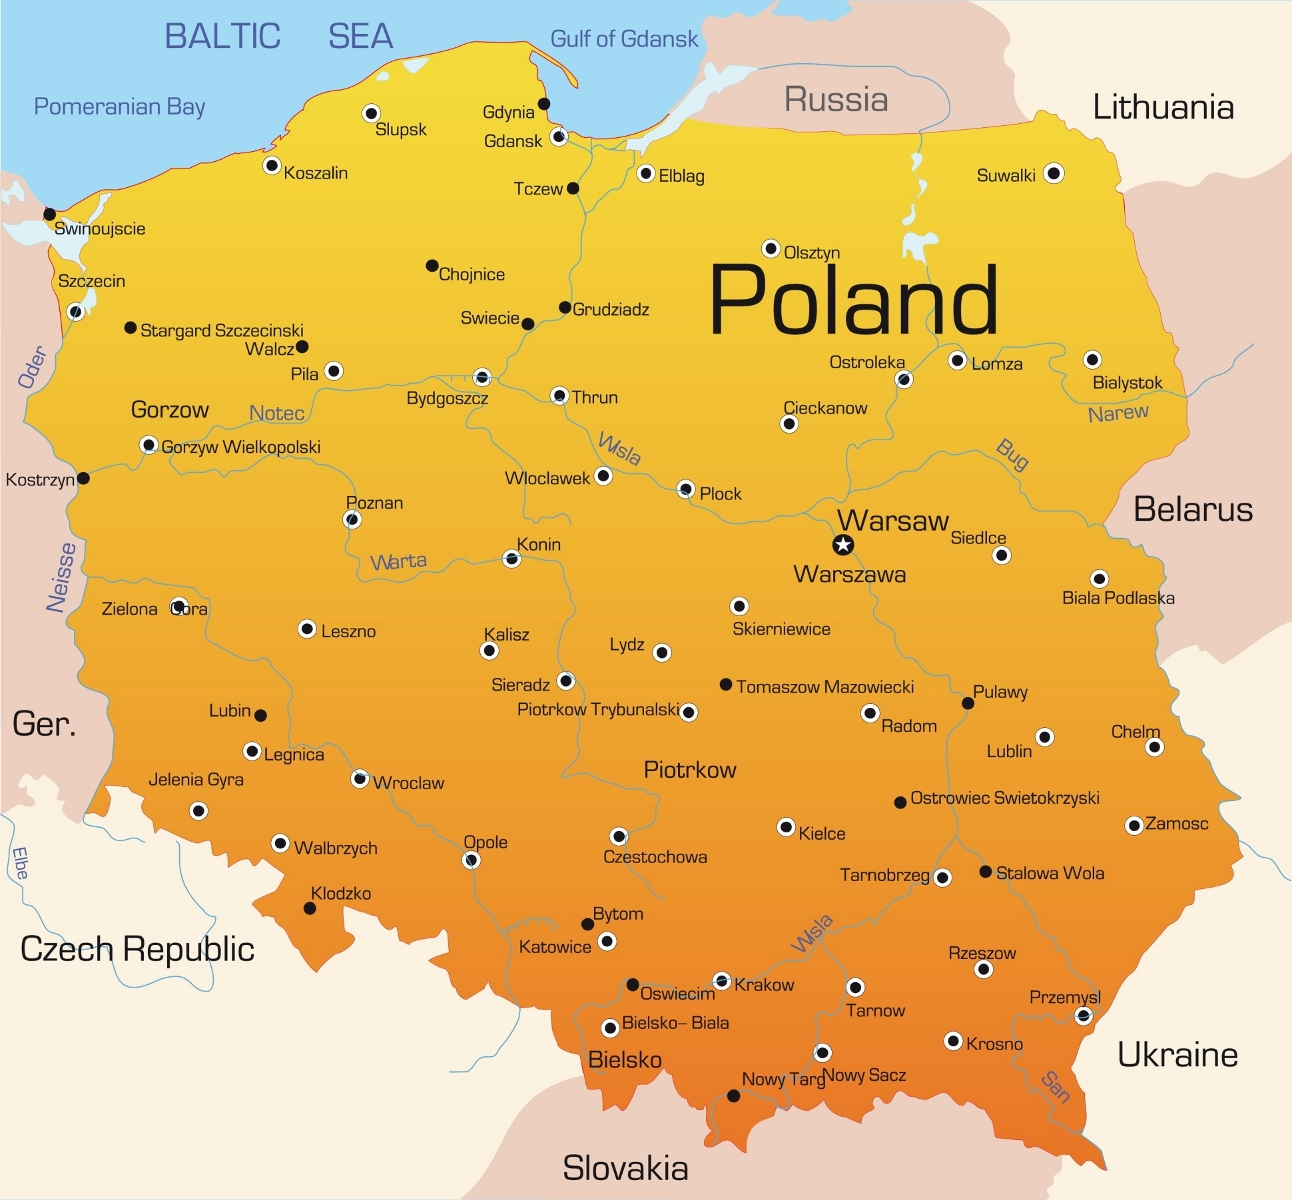 BALTIC SEA
Gulf of Gdansk
Pomeranian Bay
Russia
Lithuania
Gdynia
Slupsk
Gdansk
Koszalin
Elblag
Suwalki
Tczew
Swinoujscie
Olsztyn
Chojnice
Szczecin
Poland
Grudziadz
Swiecie
Stargard Szczecinski
Walcz
Oder
Pila
Ostroleka
Lomza
Bialystok
Bydgoszcz
Thrun
Gorzow
Notec
Cieckanow
Narew
Gorzyw Wielkopolski
Wisla
Bug
Kostrzyn
Wloclawek
Plock
Poznan
Belarus
Warsaw
Siedlce
Konin
Warta
Warszawa
Neisse
Biala Podlaska
Zielona Gora
Leszno
Skierniewice
Kalisz
Lydz
Sieradz
Tomaszow Mazowiecki
Pulawy
Lubin
Piotrkow Trybunalski
Ger.
Radom
Chelm
Lublin
Legnica
Piotrkow
Jelenia Gyra
Wroclaw
Ostrowiec Swietokrzyski
Zamosc
Kielce
Opole
Walbrzych
Czestochowa
Elbe
Tarnobrzeg
Stalowa Wola
Klodzko
Bytom
Wisla
Katowice
Czech Republic
Rzeszow
Krakow
Oswiecim
Przemysl
Tarnow
Bielsko– Biala
Krosno
Ukraine
Bielsko
Nowy Targ
Nowy Sacz
San
Slovakia